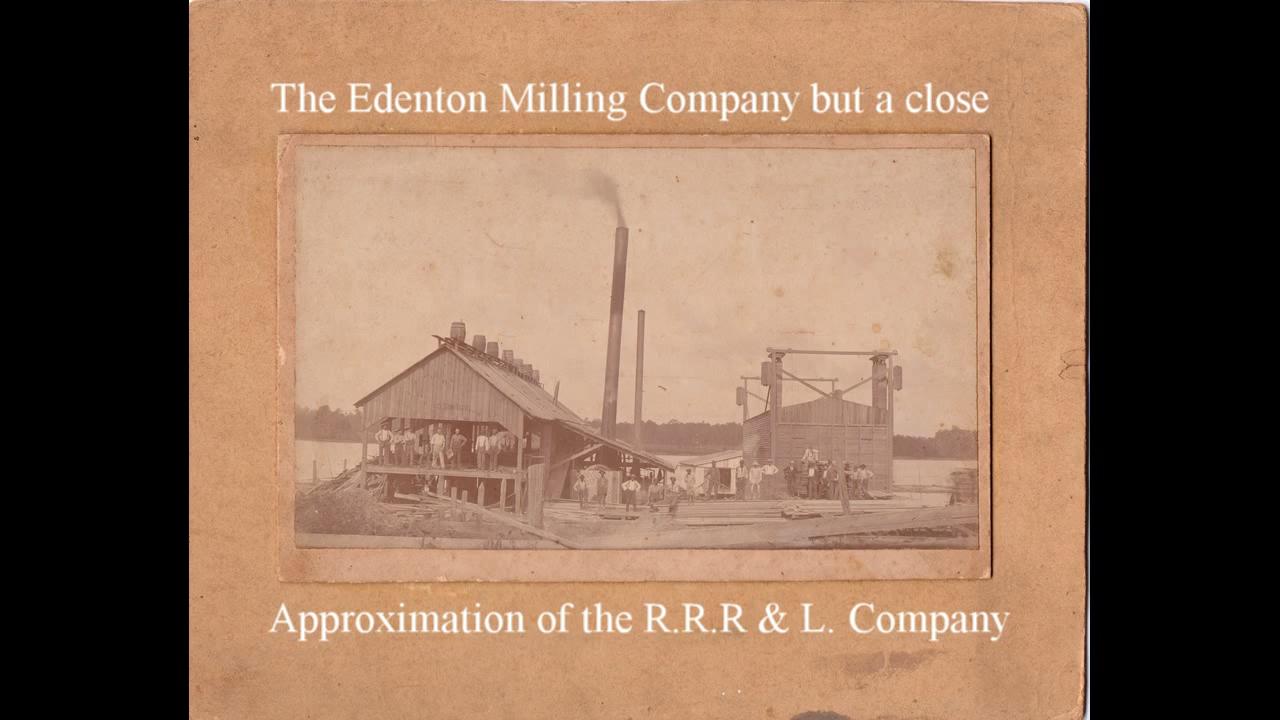 The Edenton Milling Company but a close
Approximation of the R.R.R & L. Company